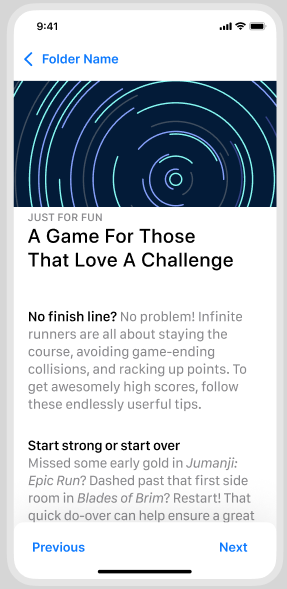 9:41
Folder Name
JUST FOR FUN
A Game For Those
That Love A Challenge
No finish line? No problem! Infinite
runners are all about staying the
course, avoiding game-ending
collisions, and racking up points. To
get awesomely high scores, follow
these endlessly userful tips.
Start strong or start over
Missed some early gold in Jumanji:
Epic Run? Dashed past that first side
room in Blades of Brim? Restart! That
quick do-over can help ensure a great
Previous
Next